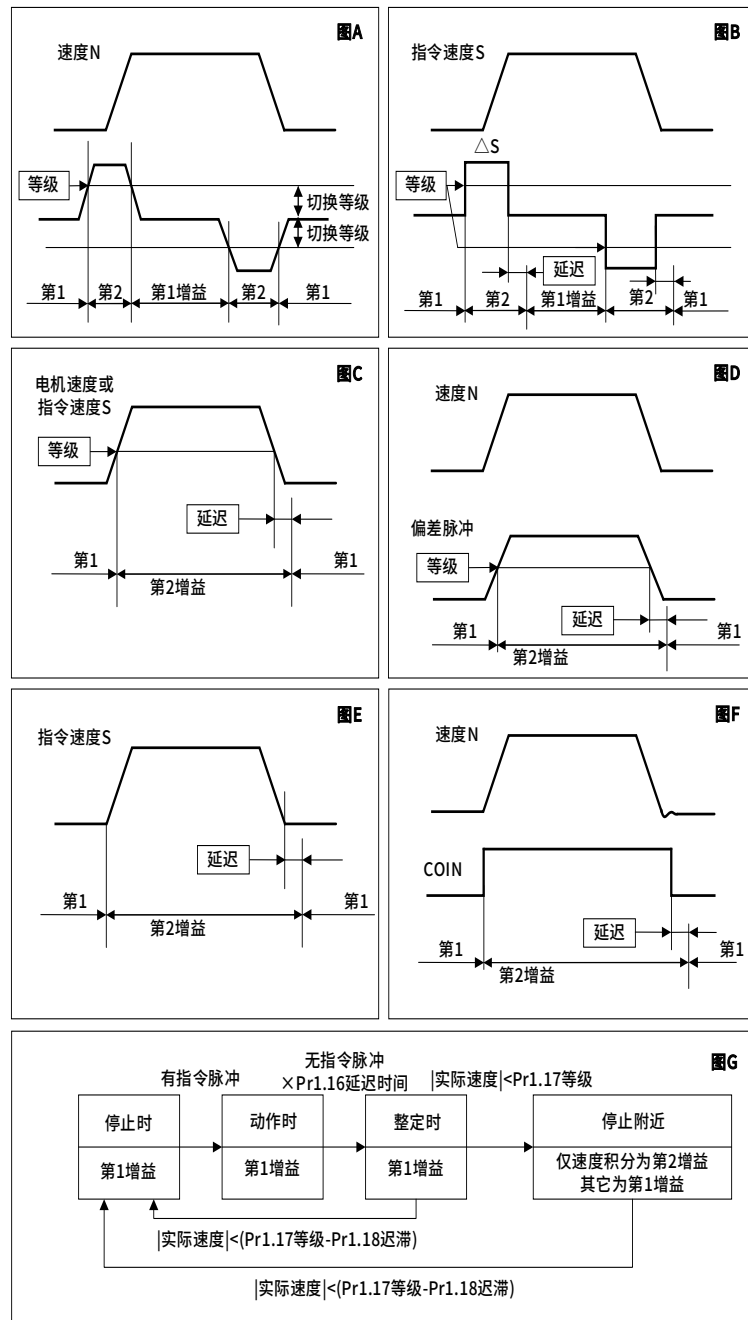 图A
速度N
等级
切换等级
切换等级
第1
第2
第1增益
第2
第1
图B
指令速度S
△S
等级
延迟
第1
第2
第1增益
第2
第1
图C
电机速度或
指令速度S
等级
延迟
第1
第1
第2增益
图D
速度N
偏差脉冲
等级
延迟
第1
第1
第2增益
图E
指令速度S
延迟
第1
第1
第2增益
图F
速度N
COIN
延迟
第1
第1
第2增益
图G
有指令脉冲
无指令脉冲
×Pr1.16延迟时间
|实际速度|<Pr1.17等级
停止时
第1增益
动作时
第1增益
整定时
第1增益
停止附近
仅速度积分为第2增益
其它为第1增益
|实际速度|<(Pr1.17等级-Pr1.18迟滞)
|实际速度|<(Pr1.17等级-Pr1.18迟滞)